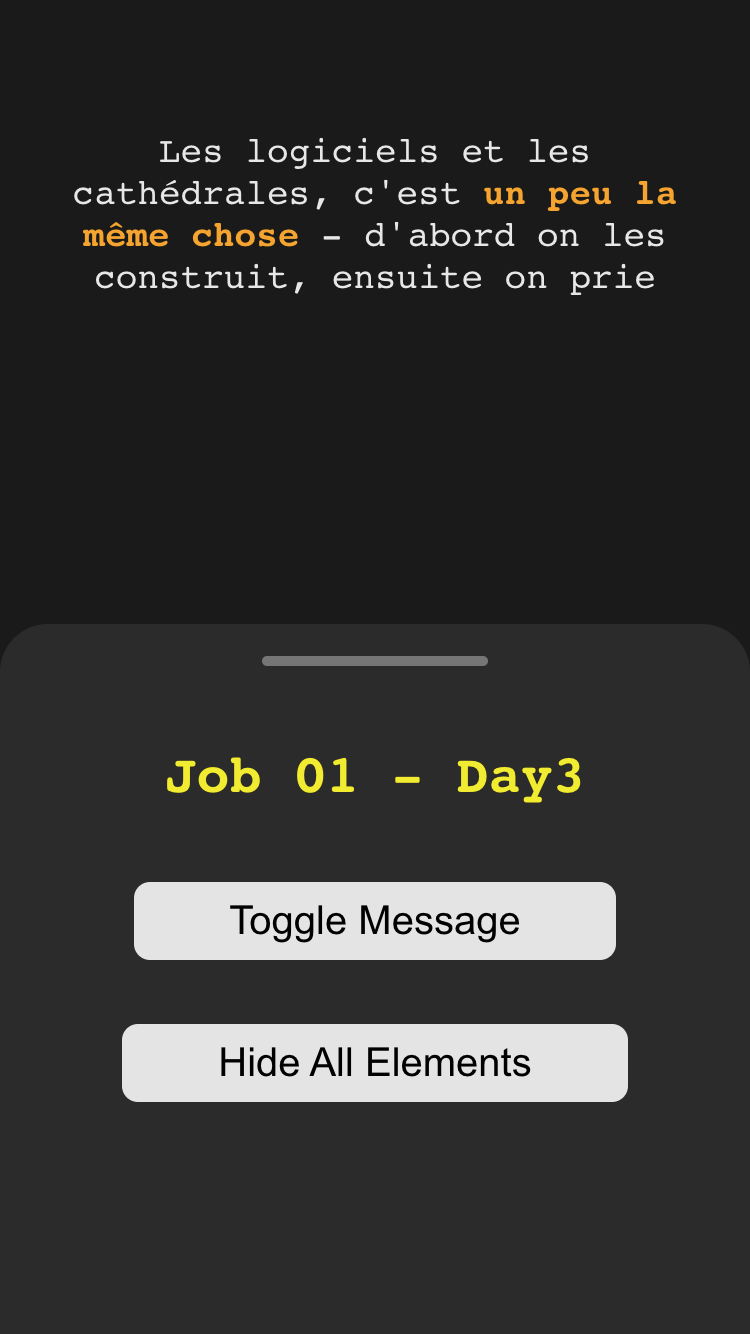 Les logiciels et les
cathédrales, c'est un peu la
même chose – d'abord on les
construit, ensuite on prie
Job 01 – Day3
Toggle Message
Hide All Elements